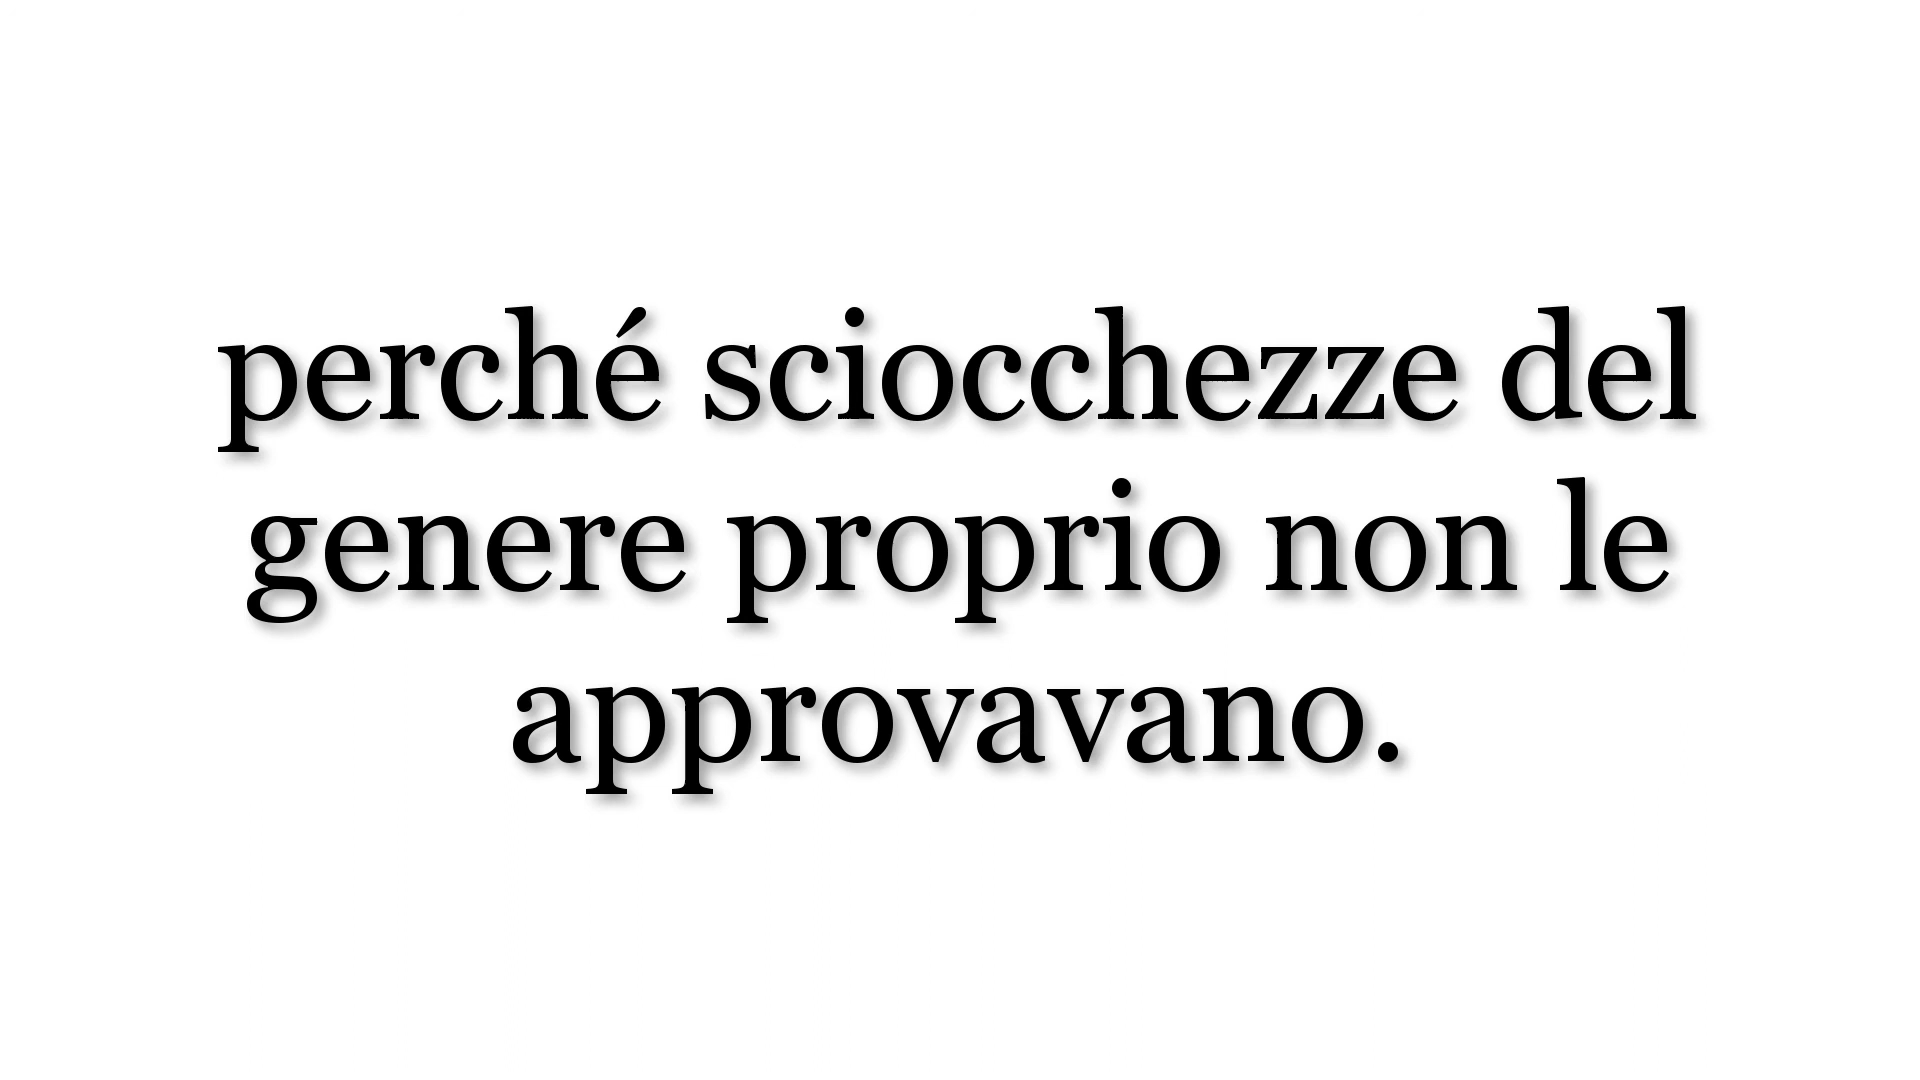 perché sciocchezze del
genere proprio non le
approvavano.